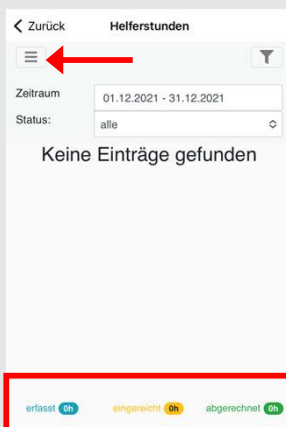 Zurück Helferstunden
Zeitraum 01.12.2021 - 31.12.2021
Status: alle
Keine Einträge gefunden
erfasst 0h eingereicht 0h abgerechnet 0h